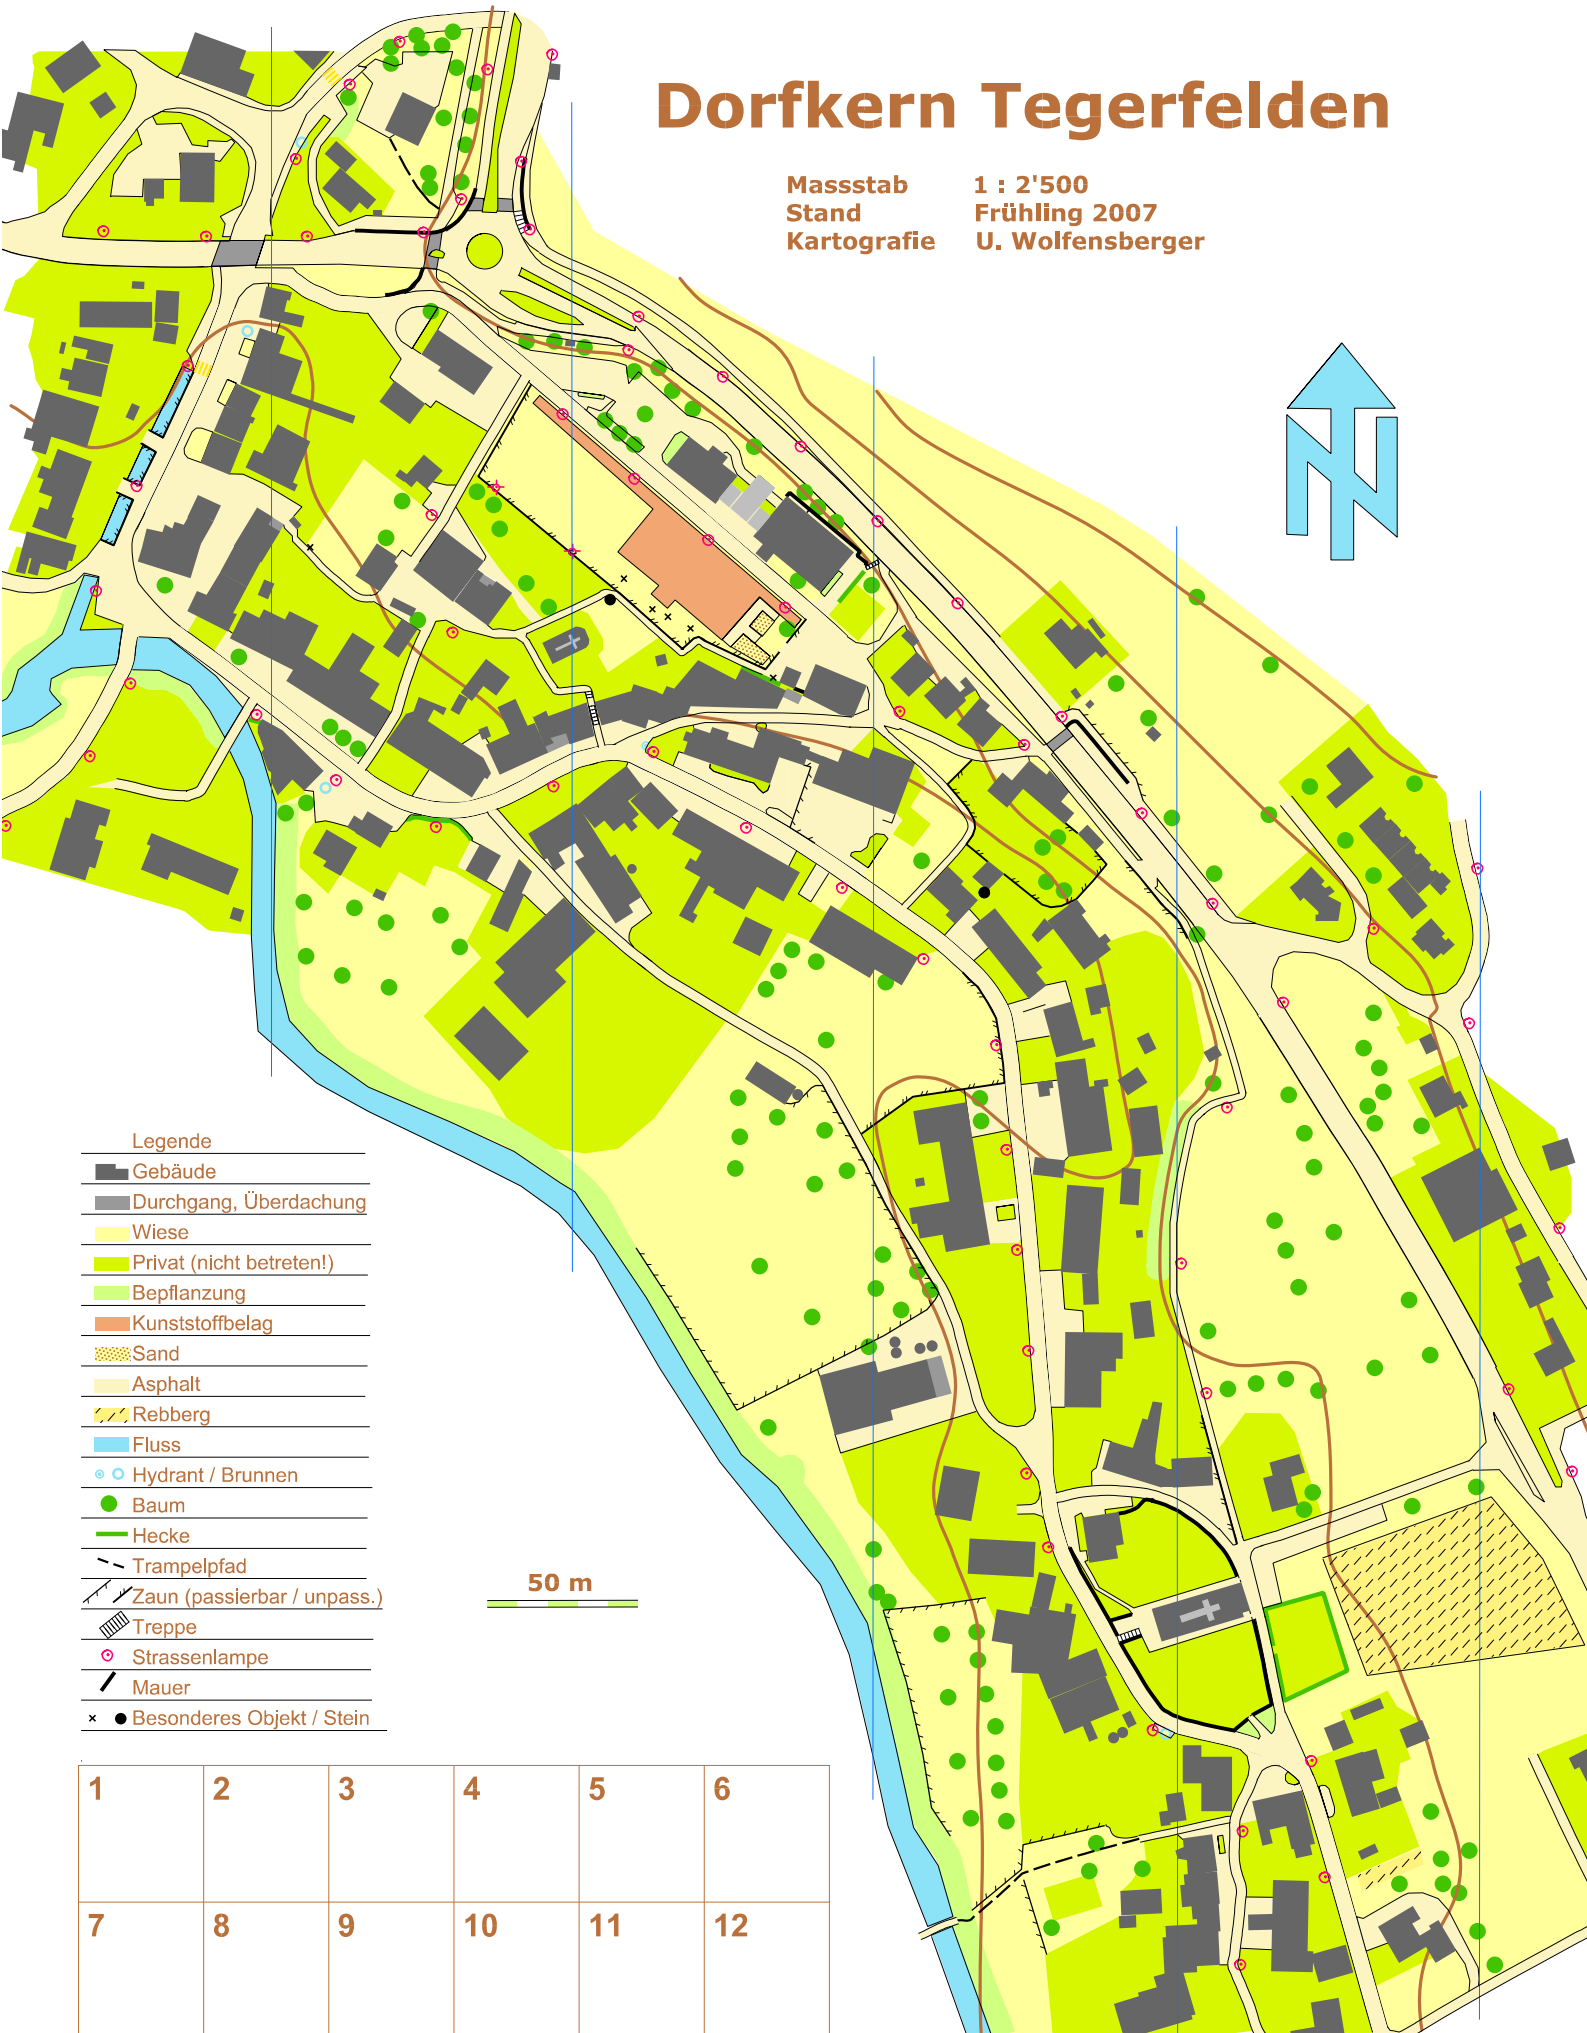 Dorfkern Tegerfelden
Massstab 1 : 2'500
Stand Frühling 2007
Kartografie U. Wolfensberger
N
Legende
Gebäude
Durchgang, Überdachung
Wiese
Privat (nicht betreten!)
Bepflanzung
Kunststoffbelag
Sand
Asphalt
Rebberg
Fluss
Hydrant / Brunnen
Baum
Hecke
Trampelpfad
Zaun (passierbar / unpass.)
Treppe
Strassenlampe
Mauer
Besonderes Objekt / Stein
50 m
1 2 3 4 5 6
7 8 9 10 11 12